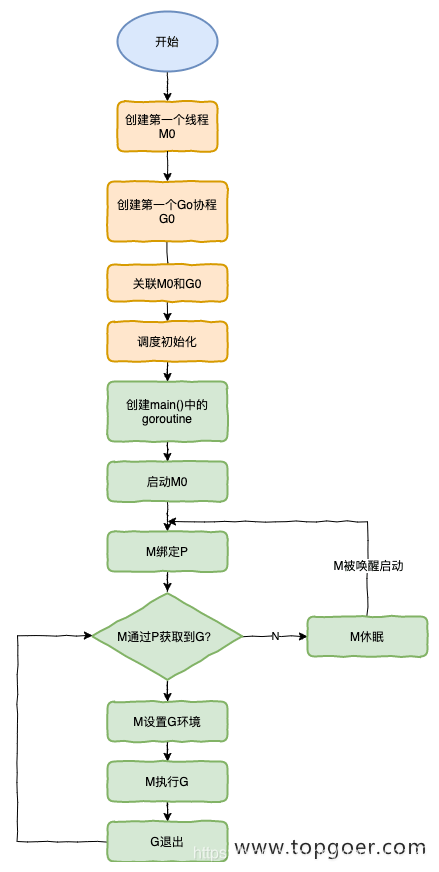 开始
创建第一个线程
M0
创建第一个Go协程
G0
关联M0和G0
调度初始化
创建main()中的
goroutine
启动M0
M绑定P
M被唤醒启动
M通过P获取到G?
N
M休眠
M设置G环境
M执行G
G退出
www.topgoer.com